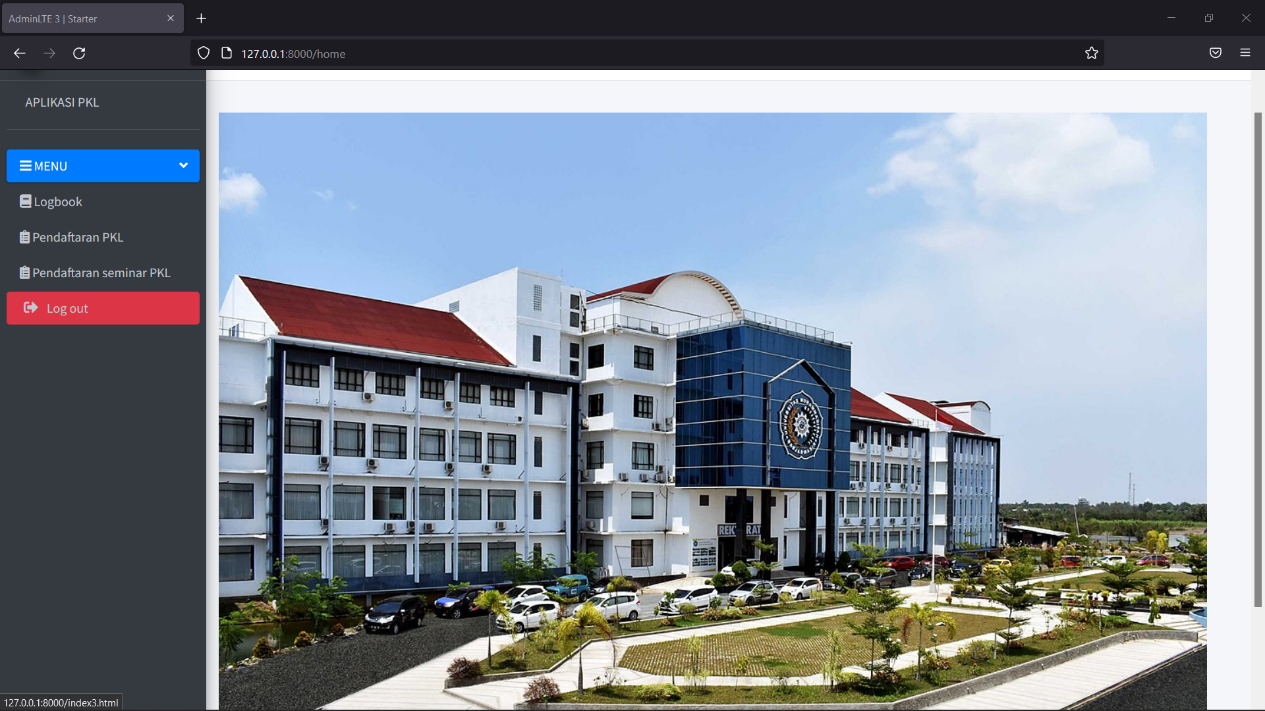 AdminLTE 3 | Starter
127.0.0.1:8000/home
APLIKASI PKL
MENU
Logbook
Pendaftaran PKL
Pendaftaran seminar PKL
Log out
REKTORAT
127.0.0.1:8000/index3.html